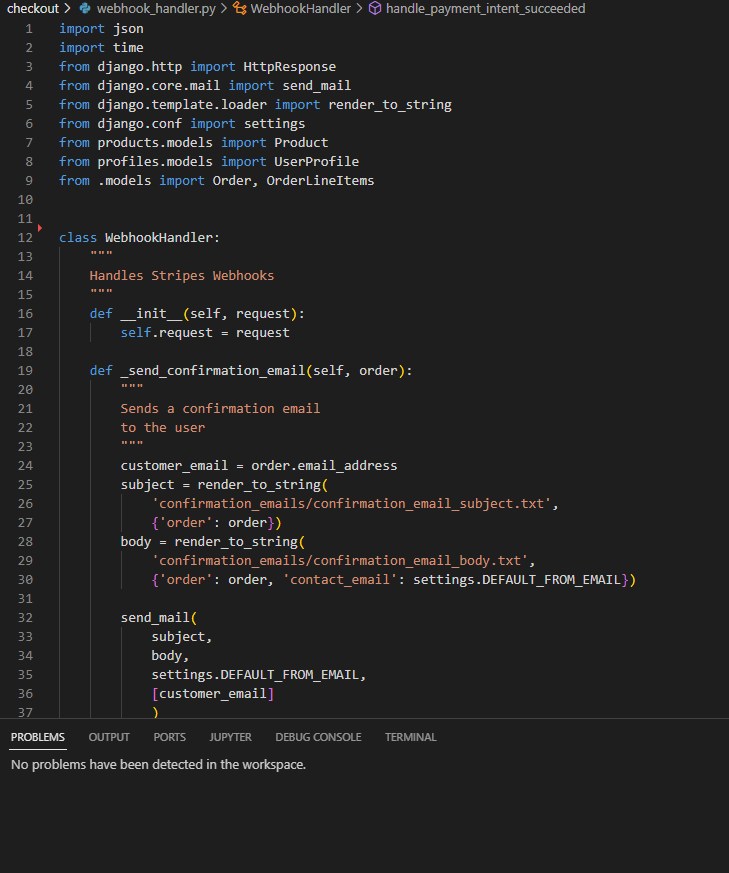 checkout > webhook_handler.py > WebhookHandler > handle_payment_intent_succeeded
1 import json
2 import time
3 from django.http import HttpResponse
4 from django.core.mail import send_mail
5 from django.template.loader import render_to_string
6 from django.conf import settings
7 from products.models import Product
8 from profiles.models import UserProfile
9 from .models import Order, OrderLineItems
10
11
12 class WebhookHandler:
13     """
14     Handles Stripes Webhooks
15     """
16     def __init__(self, request):
17         self.request = request
18
19     def _send_confirmation_email(self, order):
20         """
21         Sends a confirmation email
22         to the user
23         """
24         customer_email = order.email_address
25         subject = render_to_string(
26             'confirmation_emails/confirmation_email_subject.txt',
27             {'order': order})
28         body = render_to_string(
29             'confirmation_emails/confirmation_email_body.txt',
30             {'order': order, 'contact_email': settings.DEFAULT_FROM_EMAIL})
31
32         send_mail(
33             subject,
34             body,
35             settings.DEFAULT_FROM_EMAIL,
36             [customer_email]
37             )
PROBLEMS OUTPUT PORTS JUPYTER DEBUG CONSOLE TERMINAL
No problems have been detected in the workspace.